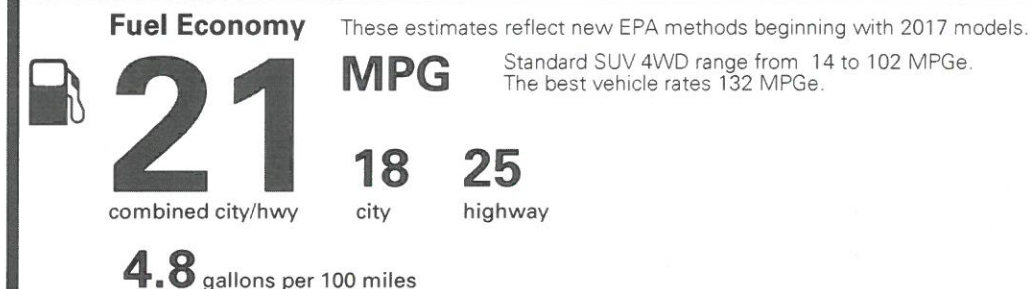 Fuel Economy These estimates reflect new EPA methods beginning with 2017 models.
21 MPG Standard SUV 4WD range from 14 to 102 MPGe.
The best vehicle rates 132 MPGe.
18 25
combined city/hwy city highway
4.8 gallons per 100 miles